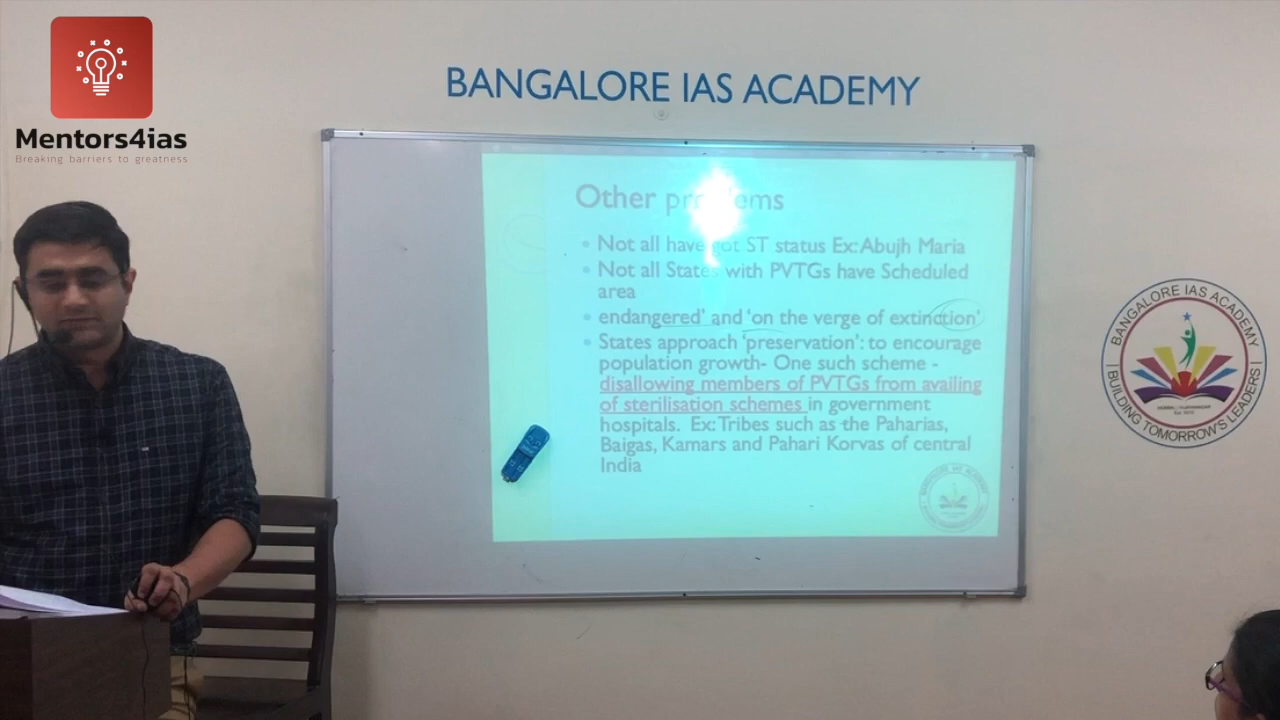 Mentors4ias
Breaking barriers to greatness
BANGALORE IAS ACADEMY
Other problems
• Not all have got ST status Ex: Abujh Maria
• Not all States with PVTGs have Scheduled
area
• endangered' and 'on the verge of extinction'
• States approach 'preservation': to encourage
population growth- One such scheme -
disallowing members of PVTGs from availing
of sterilisation schemes in government
hospitals. Ex: Tribes such as the Paharias,
Baigas, Kamars and Pahari Korvas of central
India
BANGALORE IAS ACADEMY
| BUILDING TOMORROW'S LEADERS |